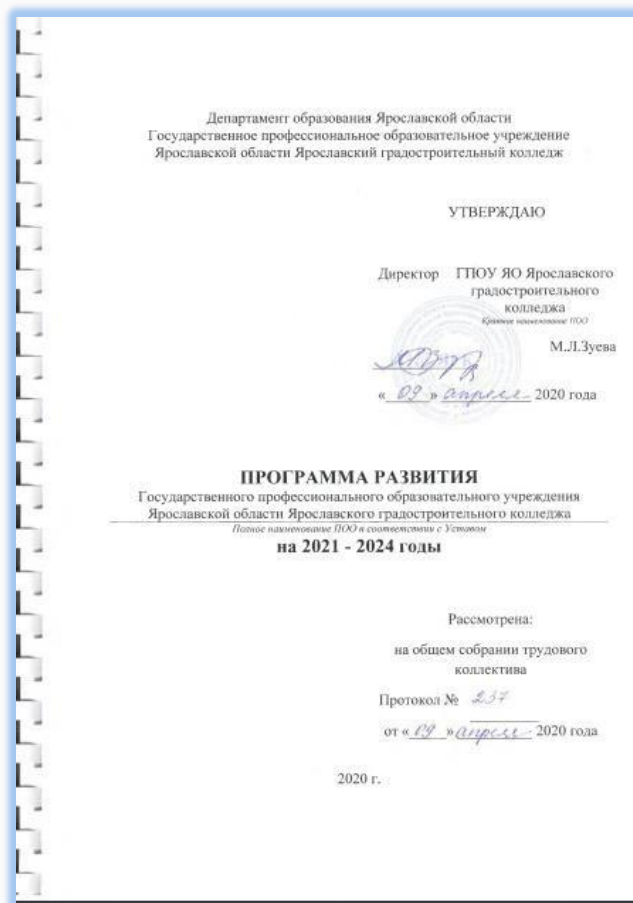 Департамент образования Ярославской области
Государственное профессиональное образовательное учреждение
Ярославской области Ярославский градостроительный колледж
УТВЕРЖДАЮ
Директор ГПОУ ЯО Ярославского
градостроительного
колледжа
Краткое наименование ПОО
М.Л.Зуева
« 09 » апреля 2020 года
ПРОГРАММА РАЗВИТИЯ
Государственного профессионального образовательного учреждения
Ярославской области Ярославского градостроительного колледжа
Полное наименование ПОО в соответствии с Уставом
на 2021 - 2024 годы
Рассмотрена:
на общем собрании трудового
коллектива
Протокол № 237
от « 09 » апреля 2020 года
2020 г.